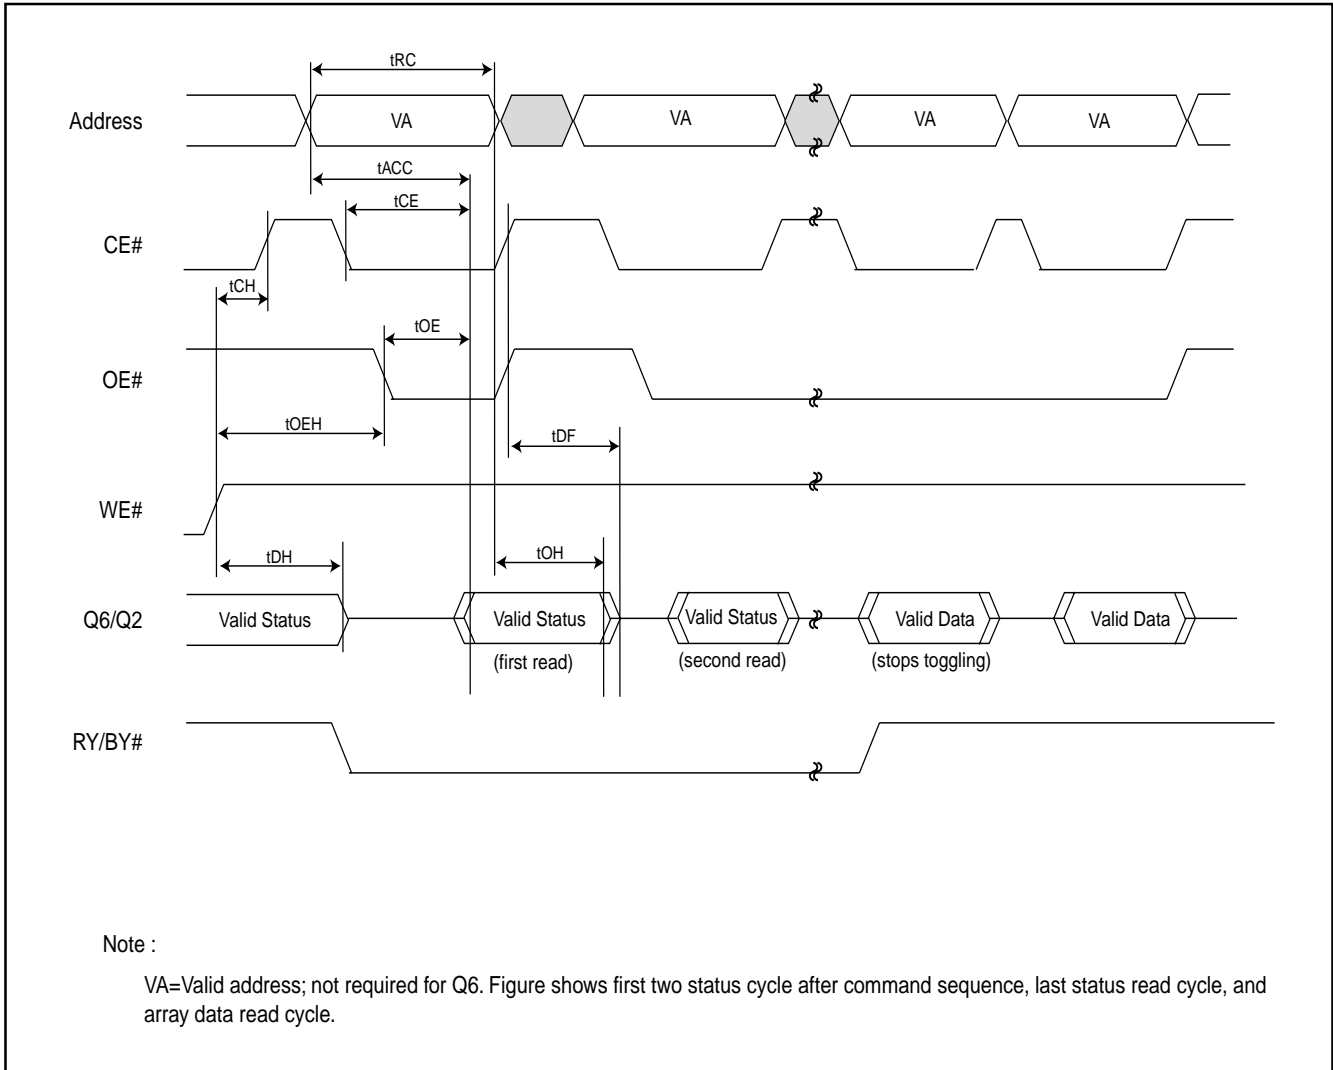 tRC
Address
VA
VA
VA
VA
tACC
tCE
CE#
tCH
tOE
OE#
tOEH
tDF
WE#
tDH
tOH
Q6/Q2
Valid Status
Valid Status
Valid Status
Valid Data
Valid Data
(first read)
(second read)
(stops toggling)
RY/BY#
Note :
VA=Valid address; not required for Q6. Figure shows first two status cycle after command sequence, last status read cycle, and
array data read cycle.